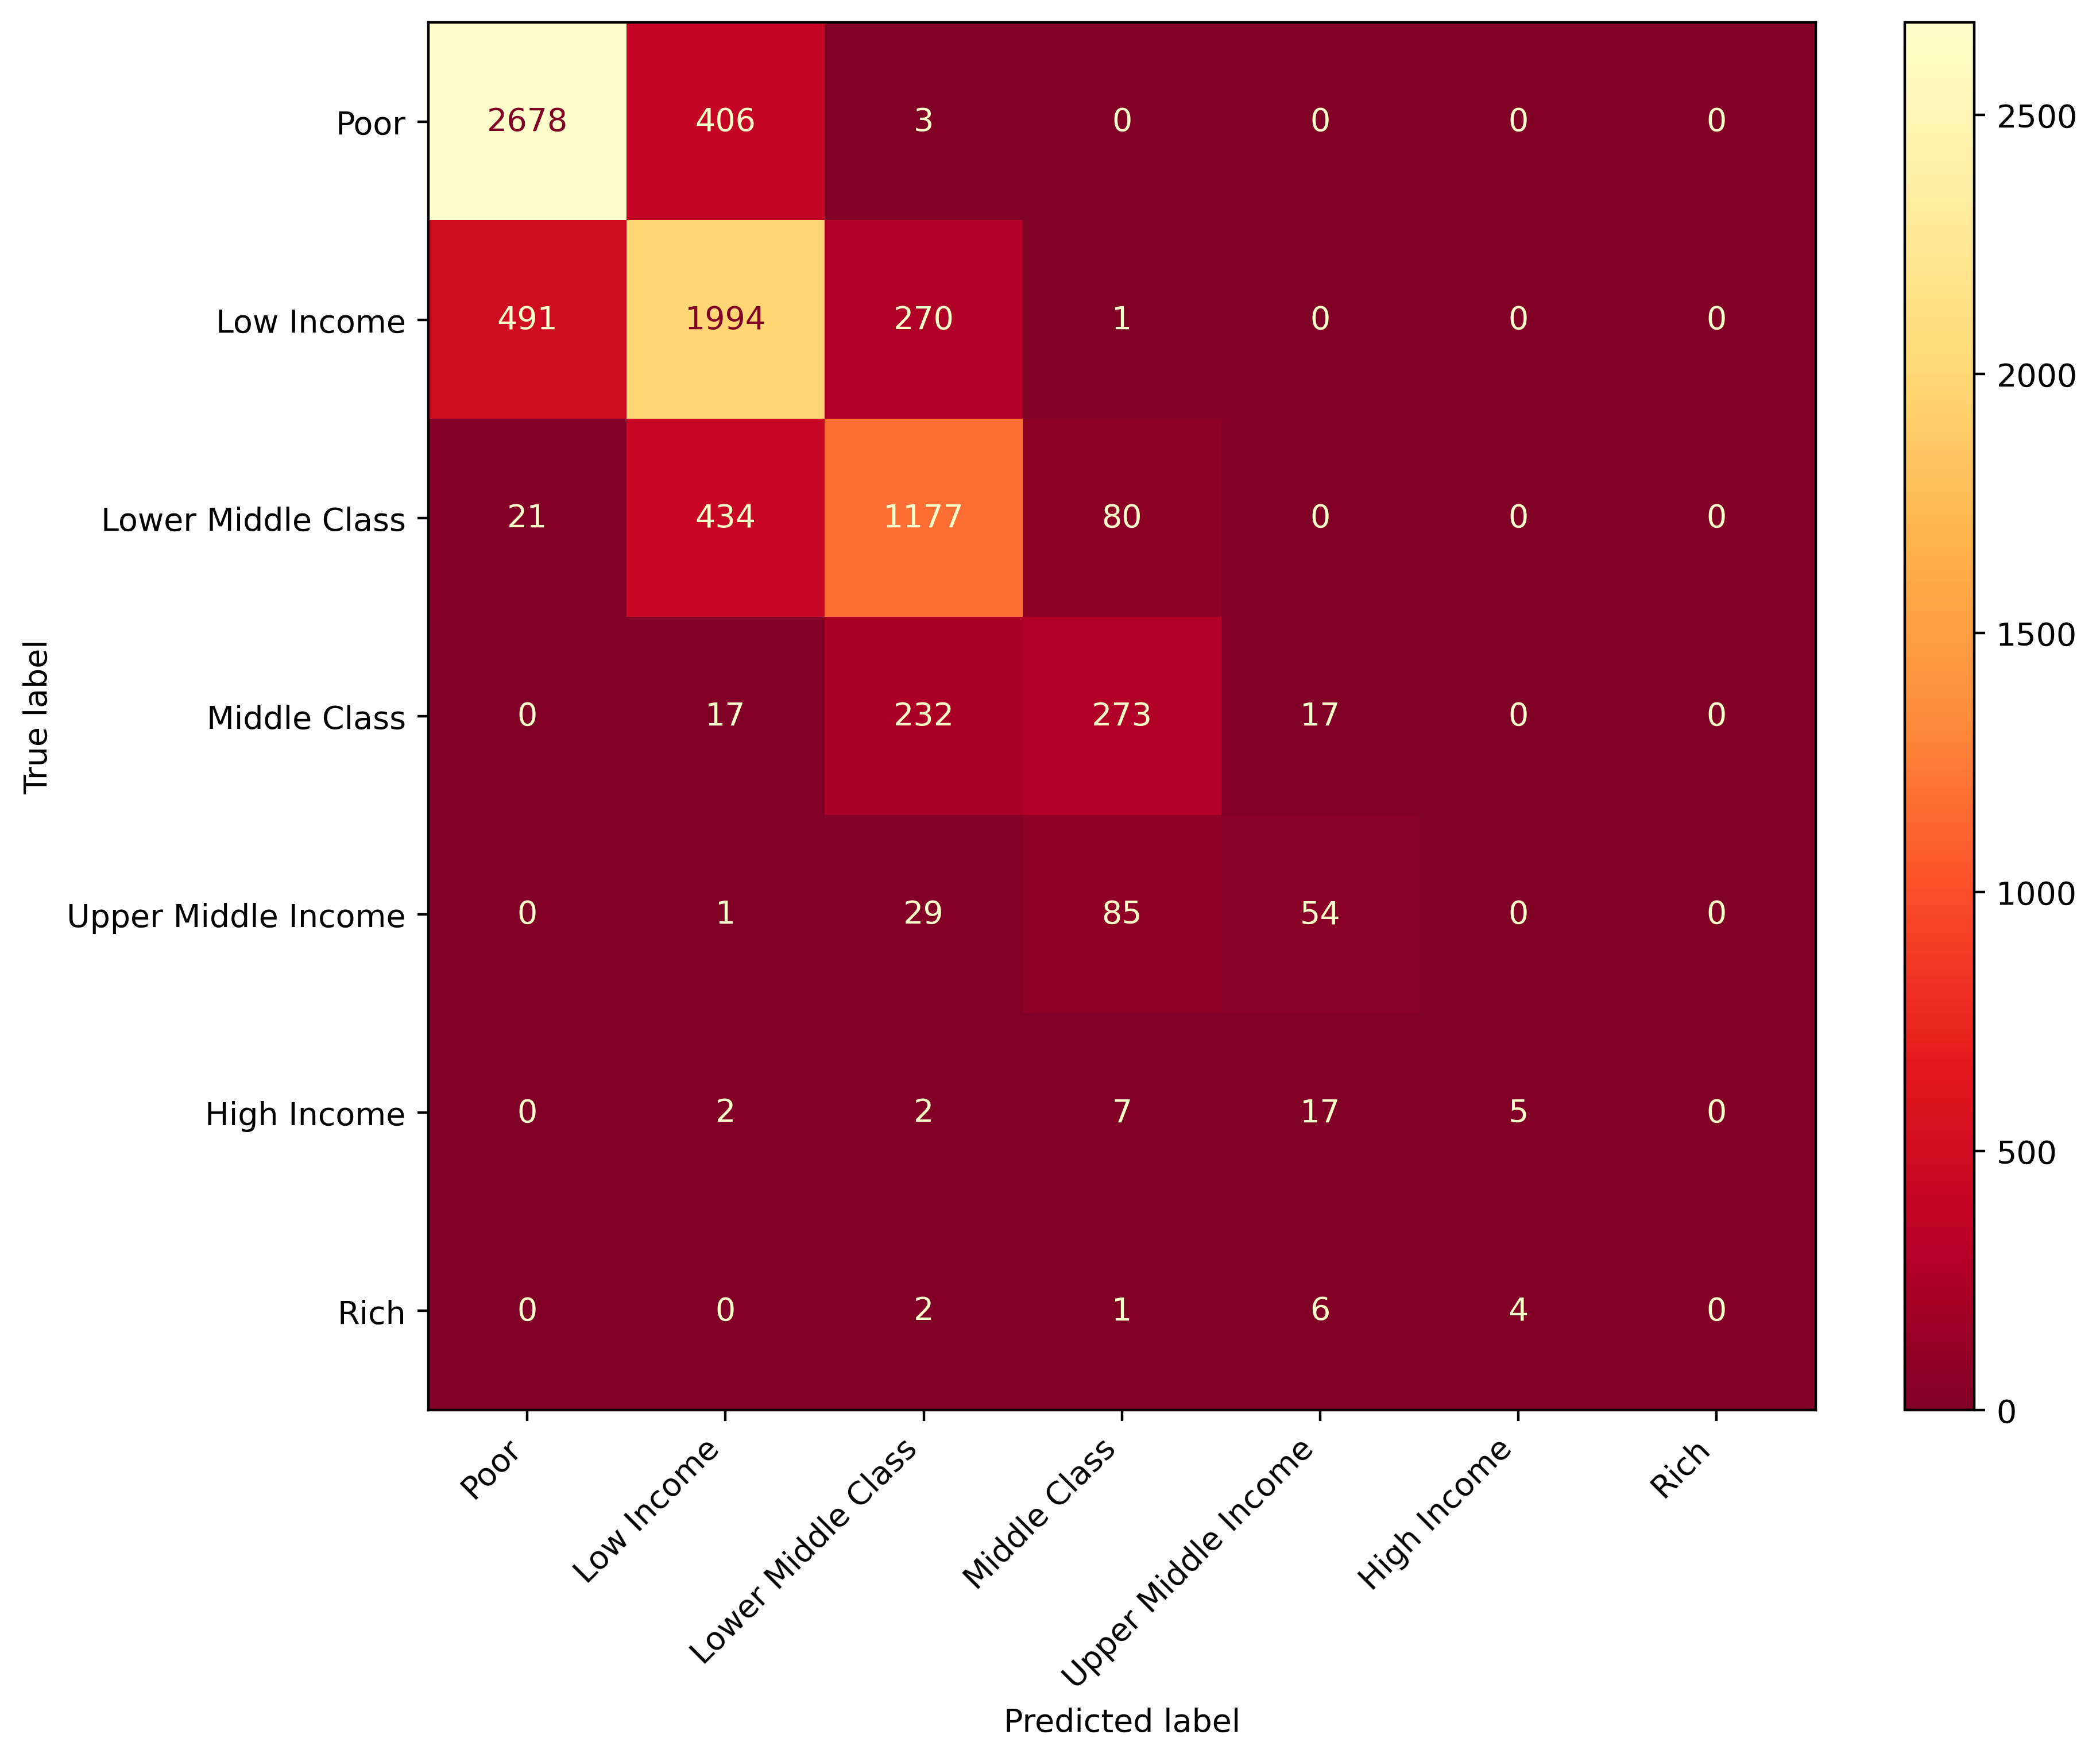 Poor 2678 406 3 0 0 0 0
Low Income 491 1994 270 1 0 0 0
Lower Middle Class 21 434 1177 80 0 0 0
Middle Class 0 17 232 273 17 0 0
Upper Middle Income 0 1 29 85 54 0 0
High Income 0 2 2 7 17 5 0
Rich 0 0 2 1 6 4 0
True label
Poor
Low Income
Lower Middle Class
Middle Class
Upper Middle Income
High Income
Rich
Predicted label
2500
2000
1500
1000
500
0